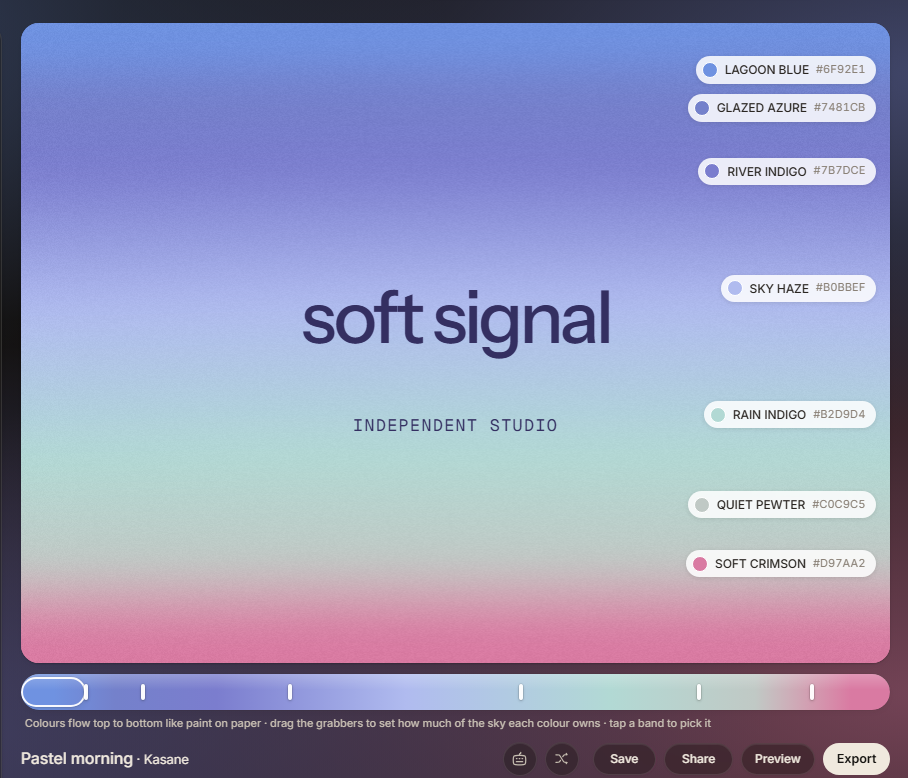 LAGOON BLUE #6F92E1
GLAZED AZURE #7481CB
RIVER INDIGO #7B7DCE
SKY HAZE #B0BBEF
soft signal
RAIN INDIGO #B2D9D4
INDEPENDENT STUDIO
QUIET PEWTER #C0C9C5
SOFT CRIMSON #D97AA2
Colours flow top to bottom like paint on paper · drag the grabbers to set how much of the sky each colour owns · tap a band to pick it
Pastel morning · Kasane
Save
Share
Preview
Export